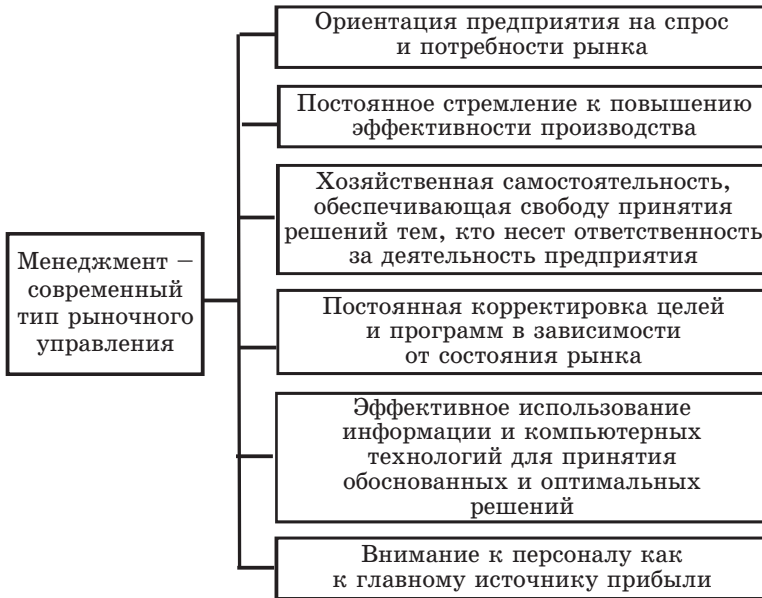 Менеджмент —
современный
тип рыночного
управления
Ориентация предприятия на спрос
и потребности рынка
Постоянное стремление к повышению
эффективности производства
Хозяйственная самостоятельность,
обеспечивающая свободу принятия
решений тем, кто несет ответственность
за деятельность предприятия
Постоянная корректировка целей
и программ в зависимости
от состояния рынка
Эффективное использование
информации и компьютерных
технологий для принятия
обоснованных и оптимальных
решений
Внимание к персоналу как
к главному источнику прибыли